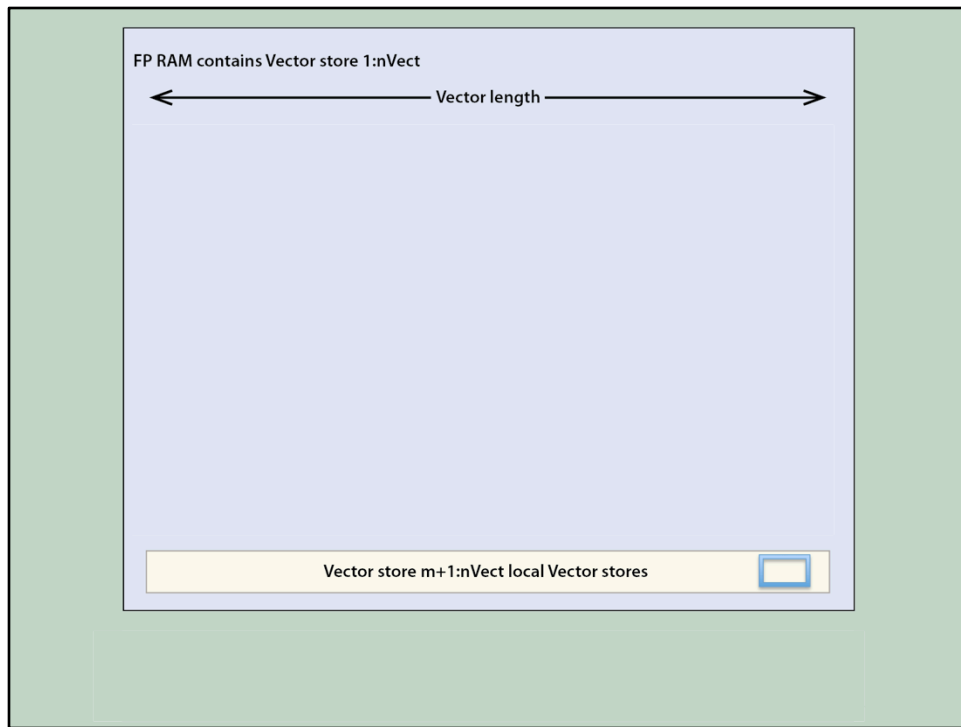 FP RAM contains Vector store 1:nVect
Vector length
Vector store m+1:nVect local Vector stores